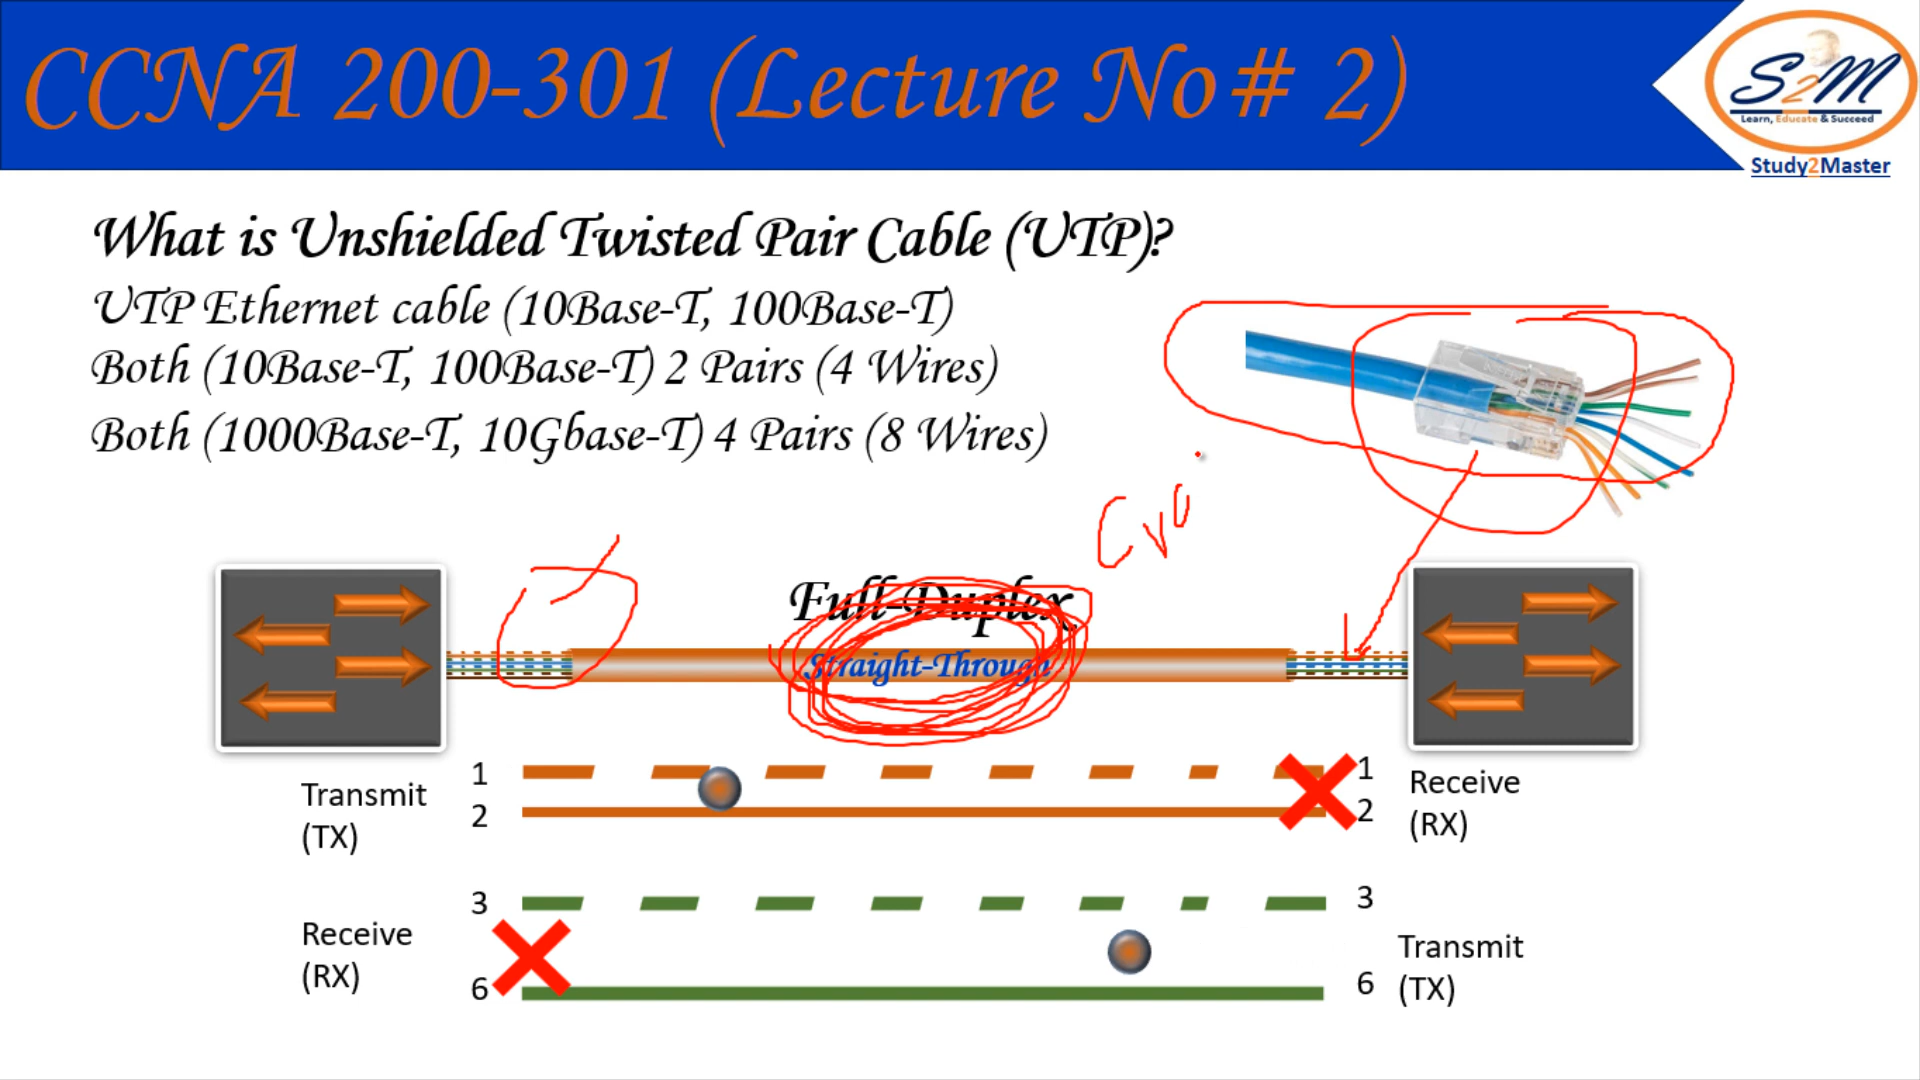 CCNA 200-301 (Lecture No# 2)
S2M
Learn, Educate & Succeed
Study2Master
What is Unshielded Twisted Pair Cable (UTP)?
UTP Ethernet cable (10Base-T, 100Base-T)
Both (10Base-T, 100Base-T) 2 Pairs (4 Wires)
Both (1000Base-T, 10Gbase-T) 4 Pairs (8 Wires)
Full-Duplex
Straight-Through
1
1
Transmit
(TX)
Receive
(RX)
2
2
3
3
Receive
(RX)
Transmit
(TX)
6
6